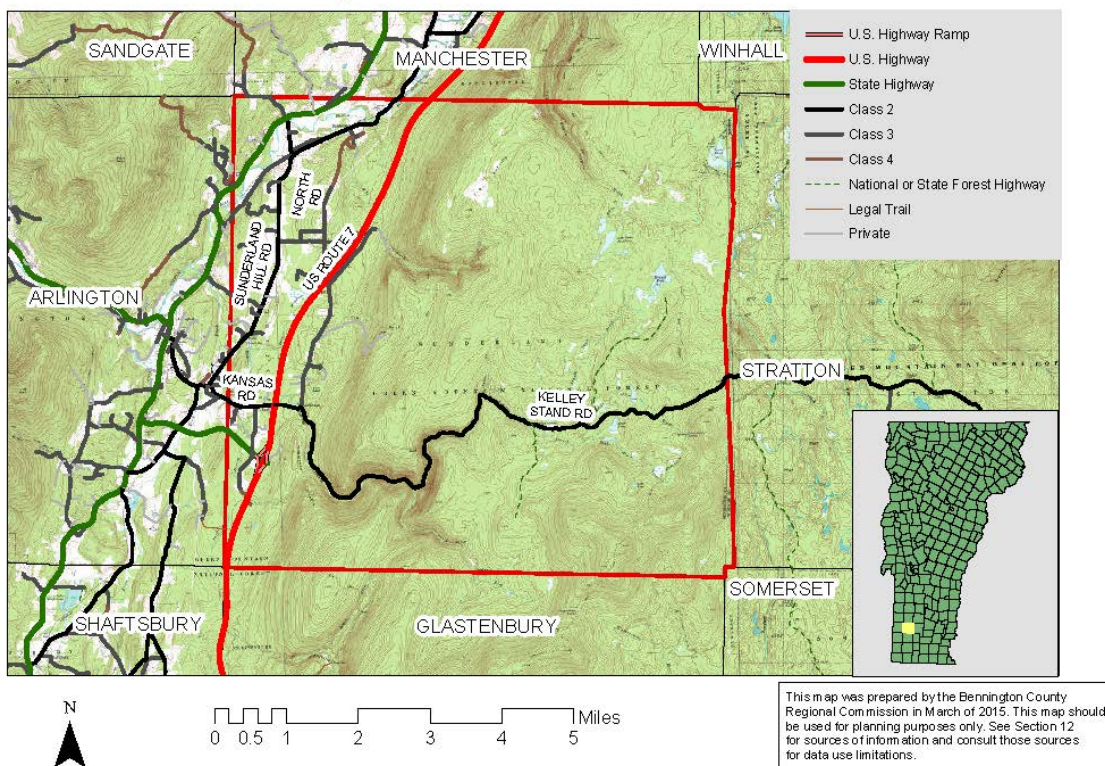 SANDGATE
MANCHESTER
WINHALL
U.S. Highway Ramp
U.S. Highway
State Highway
Class 2
Class 3
Class 4
National or State Forest Highway
Legal Trail
Private
NORTH
RD
SUNDERLAND
HILL RD
US ROUTE 7
ARLINGTON
KANSAS
RD
KELLEY
STAND RD
STRATTON
SHAFTSBURY
GLASTENBURY
SOMERSET
N
Miles
0 0.5 1 2 3 4 5
This map was prepared by the Bennington County
Regional Commission in March of 2015. This map should
be used for planning purposes only. See Section 12
for sources of information and consult those sources
for data use limitations.